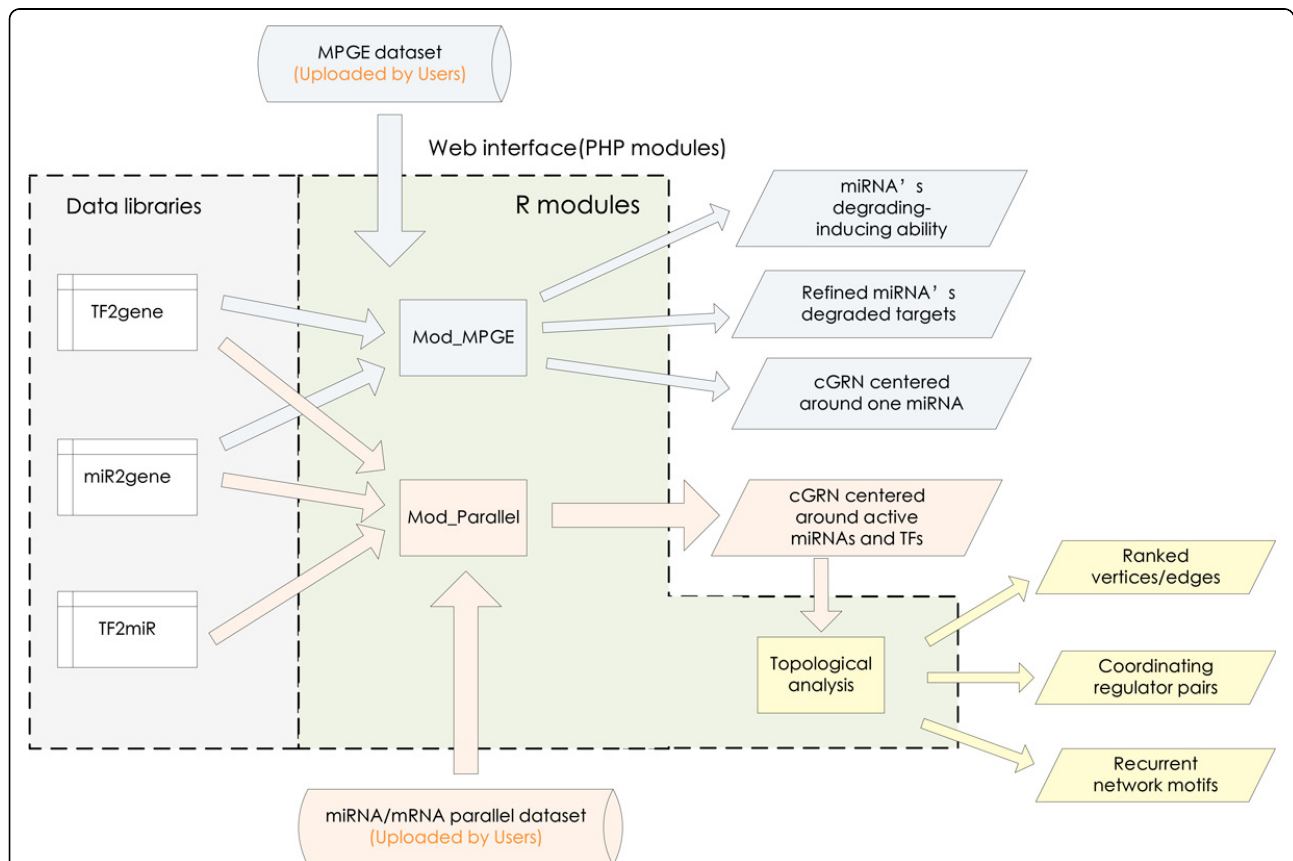 MPGE dataset
(Uploaded by Users)
Web interface(PHP modules)
Data libraries
R modules
TF2gene
miR2gene
TF2miR
Mod_MPGE
Mod_Parallel
miRNA's
degrading-
inducing ability
Refined miRNA's
degraded targets
cGRN centered
around one miRNA
cGRN centered
around active
miRNAs and TFs
Topological
analysis
Ranked
vertices/edges
Coordinating
regulator pairs
Recurrent
network motifs
miRNA/mRNA parallel dataset
(Uploaded by Users)